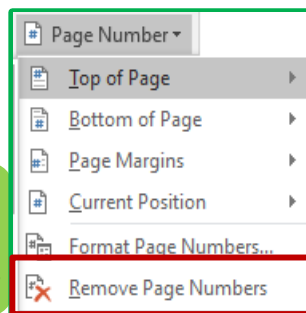 Page Number
Top of Page
Bottom of Page
Page Margins
Current Position
Format Page Numbers...
Remove Page Numbers